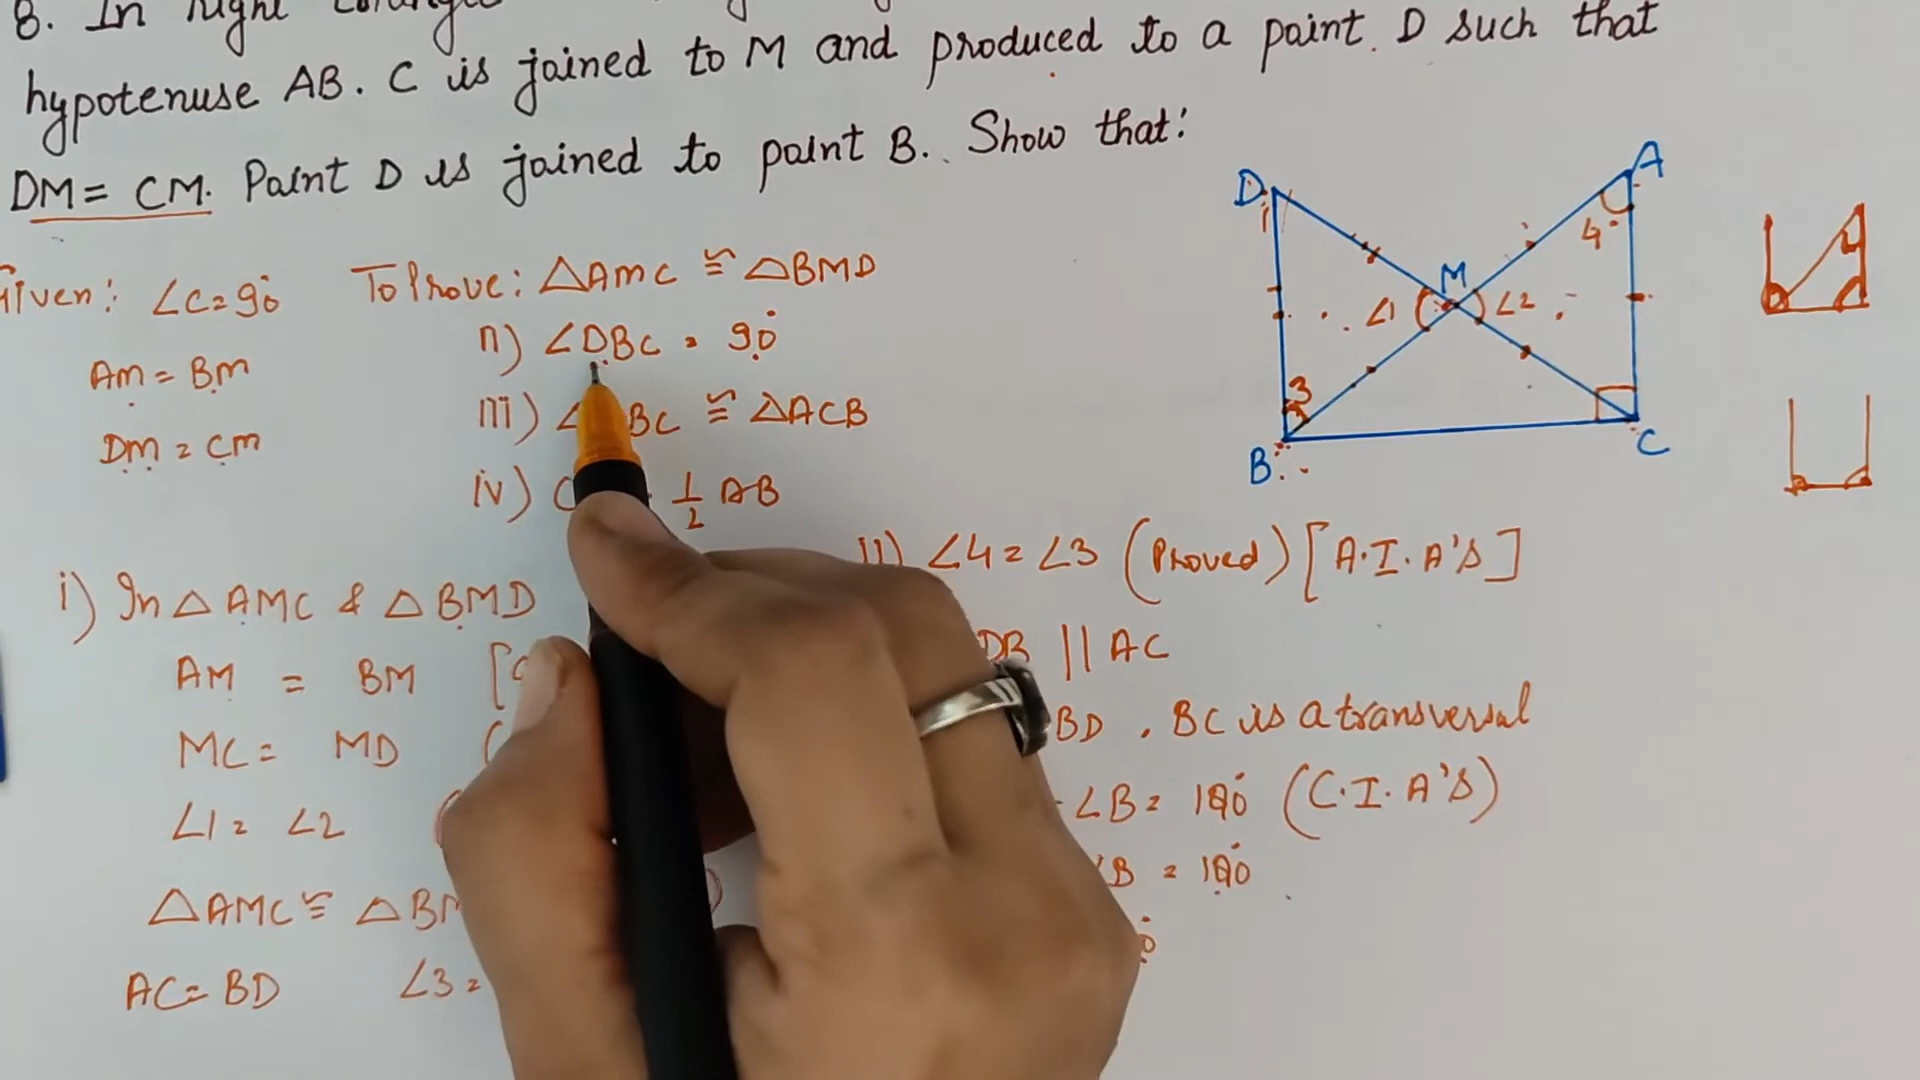 8. In right
hypotenuse AB. C is joined to M and produced to a point D such that
DM = CM. Point D is joined to point B. Show that:
Given: ∠C=90° To Prove: △AMC ≅ △BMD
AM = BM
DM = CM
ii) ∠DBC = 90°
iii) BC ≅ △ACB
iv) 1/2 AB
D
A
M
B
C
1
4
∠1
∠2
3
i) In △AMC & △BMD
AM = BM
MC = MD
∠1 = ∠2
△AMC ≅ △BM
AC = BD ∠3 =
II) ∠4 = ∠3 (Proved) [A.I.A's]
DB || AC
BD, BC is a transversal
∠B = 180° (C.I.A's)
∠B = 180°